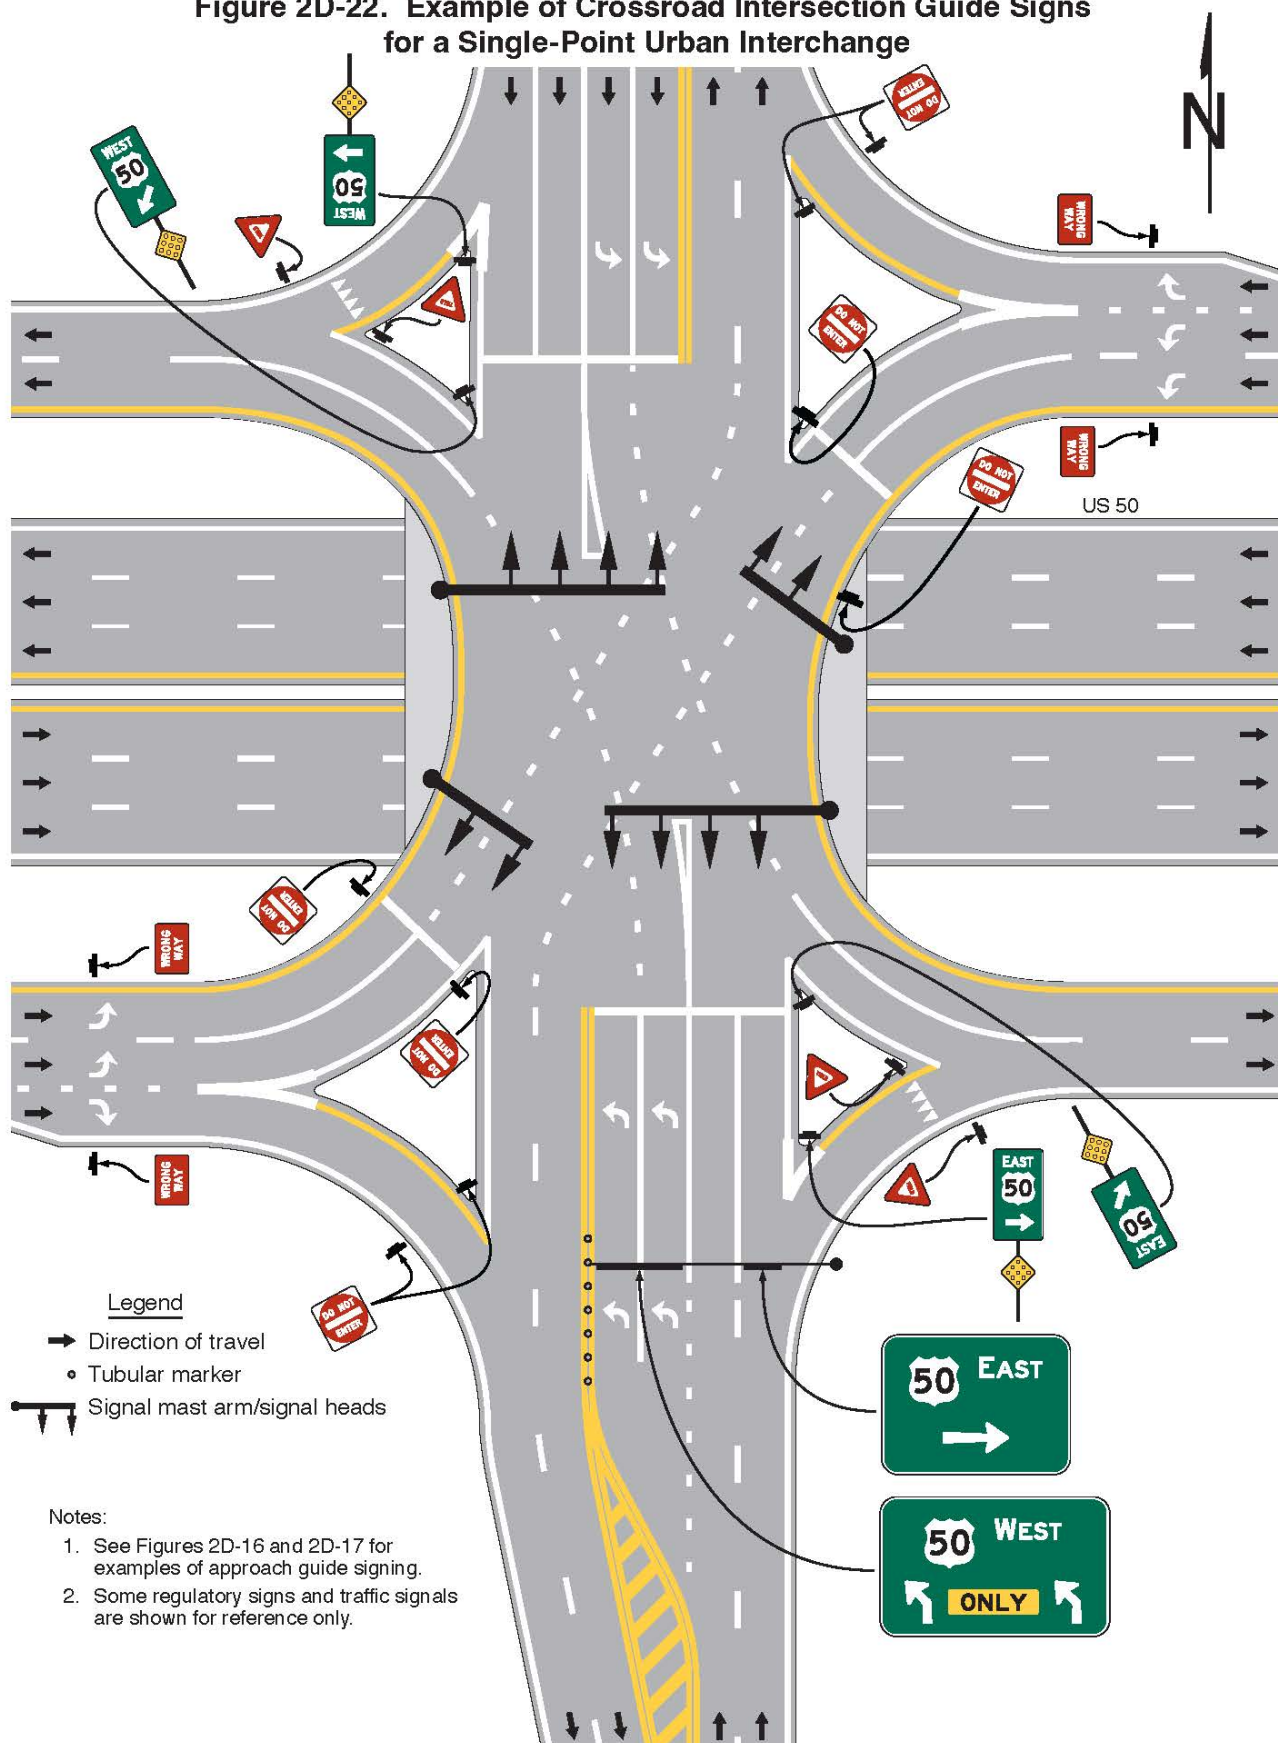 Figure 2D-22. Example of Crossroad Intersection Guide Signs
for a Single-Point Urban Interchange
N
DO NOT
ENTER
WEST
50
WEST
50
WRONG
WAY
DO NOT
ENTER
WRONG
WAY
DO NOT
ENTER
US 50
DO NOT
ENTER
WRONG
WAY
DO NOT
ENTER
WRONG
WAY
EAST
50
EAST
50
DO NOT
ENTER
Legend
Direction of travel
Tubular marker
Signal mast arm/signal heads
50 EAST
50 WEST
ONLY
Notes:
1. See Figures 2D-16 and 2D-17 for
examples of approach guide signing.
2. Some regulatory signs and traffic signals
are shown for reference only.